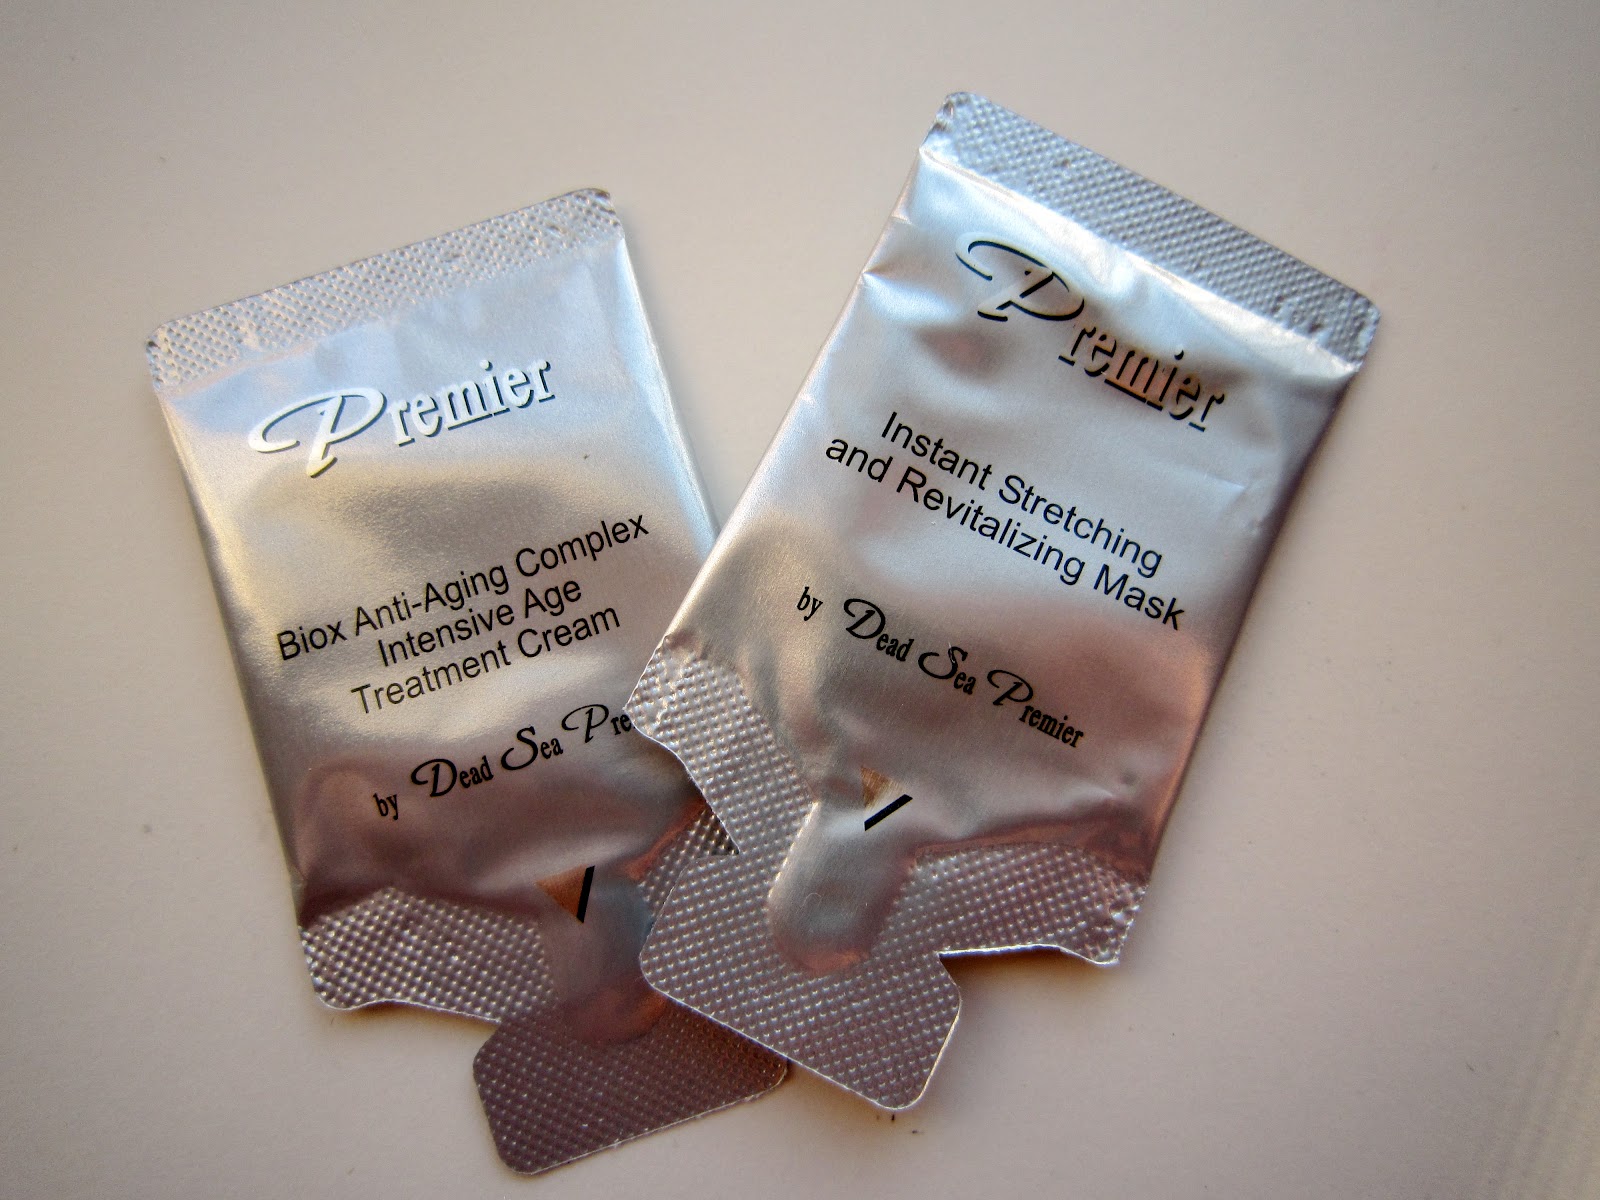 Premier
Biox Anti-Aging Complex
Intensive Age
Treatment Cream
by Dead Sea Pre
Premier
Instant Stretching
and Revitalizing Mask
by Dead Sea Premier